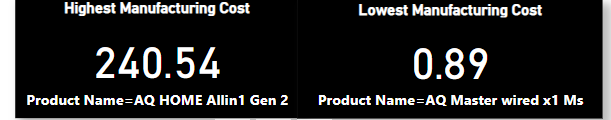 Highest Manufacturing Cost
240.54
Product Name=AQ HOME Allin1 Gen 2
Lowest Manufacturing Cost
0.89
Product Name=AQ Master wired x1 Ms